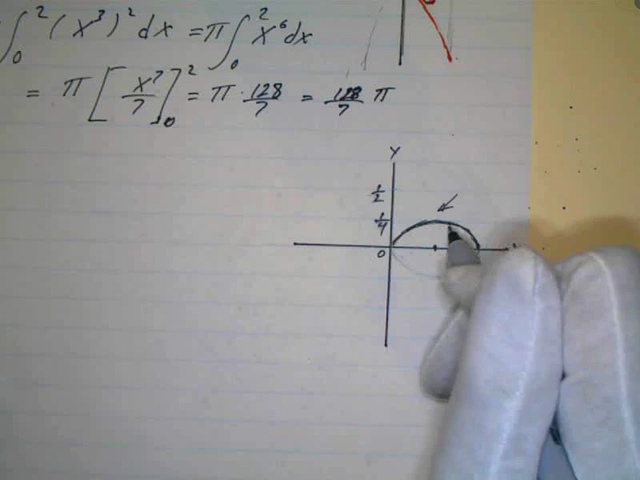 ∫₀² (x³)² dx = π ∫₀² x⁶ dx
= π [x⁷/7]₀² = π · 128/7 = 128/7 π
Y
1/2
1/4
0